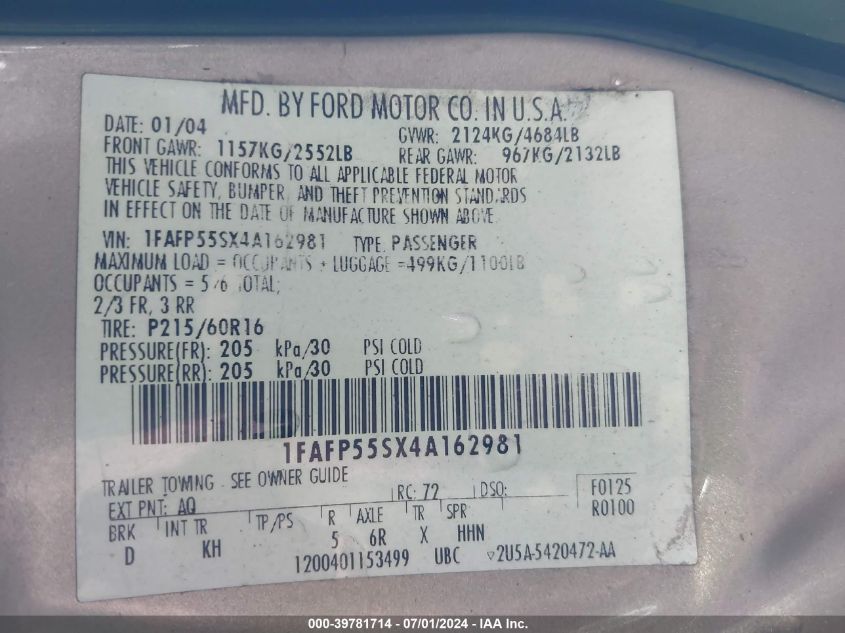 MFD. BY FORD MOTOR CO. IN U.S.A.
DATE: 01/04 GVWR: 2124KG/4684LB
FRONT GAWR: 1157KG/2552LB REAR GAWR: 967KG/2132LB
THIS VEHICLE CONFORMS TO ALL APPLICABLE FEDERAL MOTOR
VEHICLE SAFETY, BUMPER, AND THEFT PREVENTION STANDARDS
IN EFFECT ON THE DATE OF MANUFACTURE SHOWN ABOVE.
VIN: 1FAFP55SX4A162981 TYPE: PASSENGER
MAXIMUM LOAD = OCCUPANTS + LUGGAGE = 499KG/1100LB
OCCUPANTS = 5/6 TOTAL;
2/3 FR, 3 RR
TIRE: P215/60R16
PRESSURE(FR): 205 kPa/30 PSI COLD
PRESSURE(RR): 205 kPa/30 PSI COLD
1FAFP55SX4A162981
TRAILER TOWING - SEE OWNER GUIDE
EXT PNT: AQ RC: 72 DSO: F0125
R0100
BRK INT TR TP/PS R AXLE TR SPR
D KH 5 6R X HHN
1200401153499 UBC 2U5A-5420472-AA
000-39781714 - 07/01/2024 - IAA Inc.